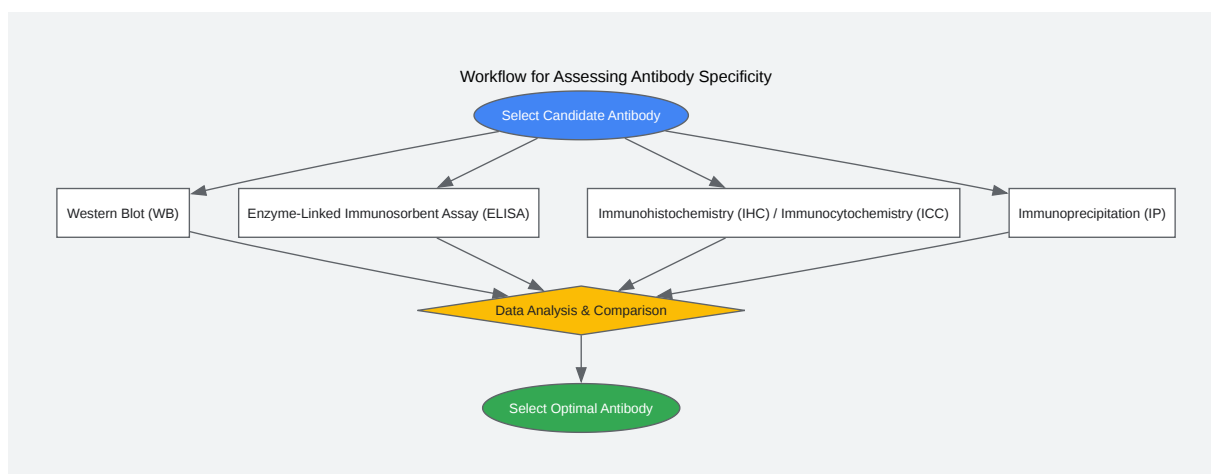 Workflow for Assessing Antibody Specificity
Select Candidate Antibody
Western Blot (WB)
Enzyme-Linked Immunosorbent Assay (ELISA)
Immunohistochemistry (IHC) / Immunocytochemistry (ICC)
Immunoprecipitation (IP)
Data Analysis & Comparison
Select Optimal Antibody